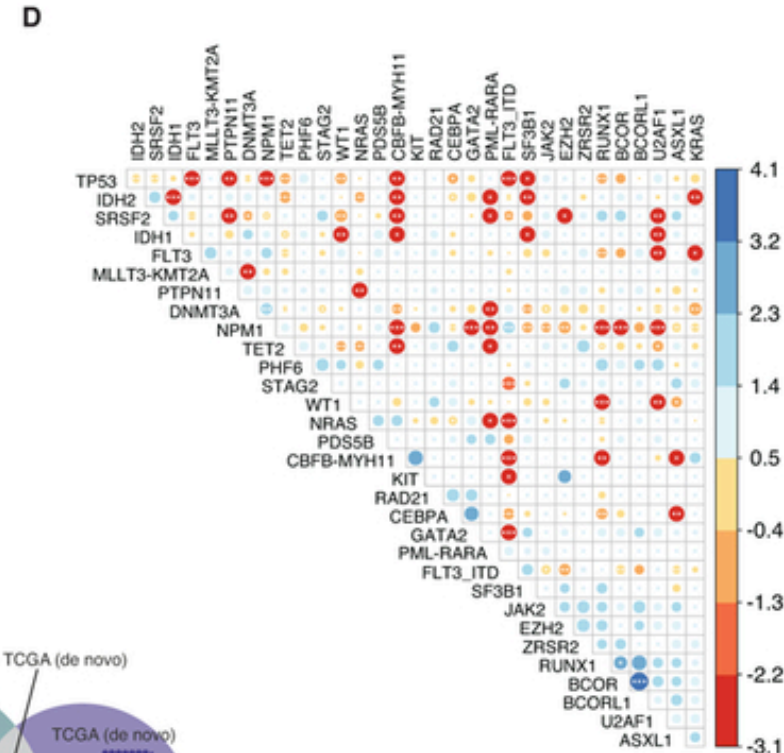 D
IDH2
SRSF2
IDH1
FLT3
MLLT3-KMT2A
PTPN11
DNMT3A
NPM1
TET2
PHF6
STAG2
WT1
NRAS
PDS5B
CBFB-MYH11
KIT
RAD21
CEBPA
GATA2
PML-RARA
FLT3_ITD
SF3B1
JAK2
EZH2
ZRSR2
RUNX1
BCOR
BCORL1
U2AF1
ASXL1
KRAS
TP53
IDH2
SRSF2
IDH1
FLT3
MLLT3-KMT2A
PTPN11
DNMT3A
NPM1
TET2
PHF6
STAG2
WT1
NRAS
PDS5B
CBFB-MYH11
KIT
RAD21
CEBPA
GATA2
PML-RARA
FLT3_ITD
SF3B1
JAK2
EZH2
ZRSR2
RUNX1
BCOR
BCORL1
U2AF1
ASXL1
4.1
3.2
2.3
1.4
0.5
-0.4
-1.3
-2.2
-3.1
TCGA (de novo)
TCGA (de novo)